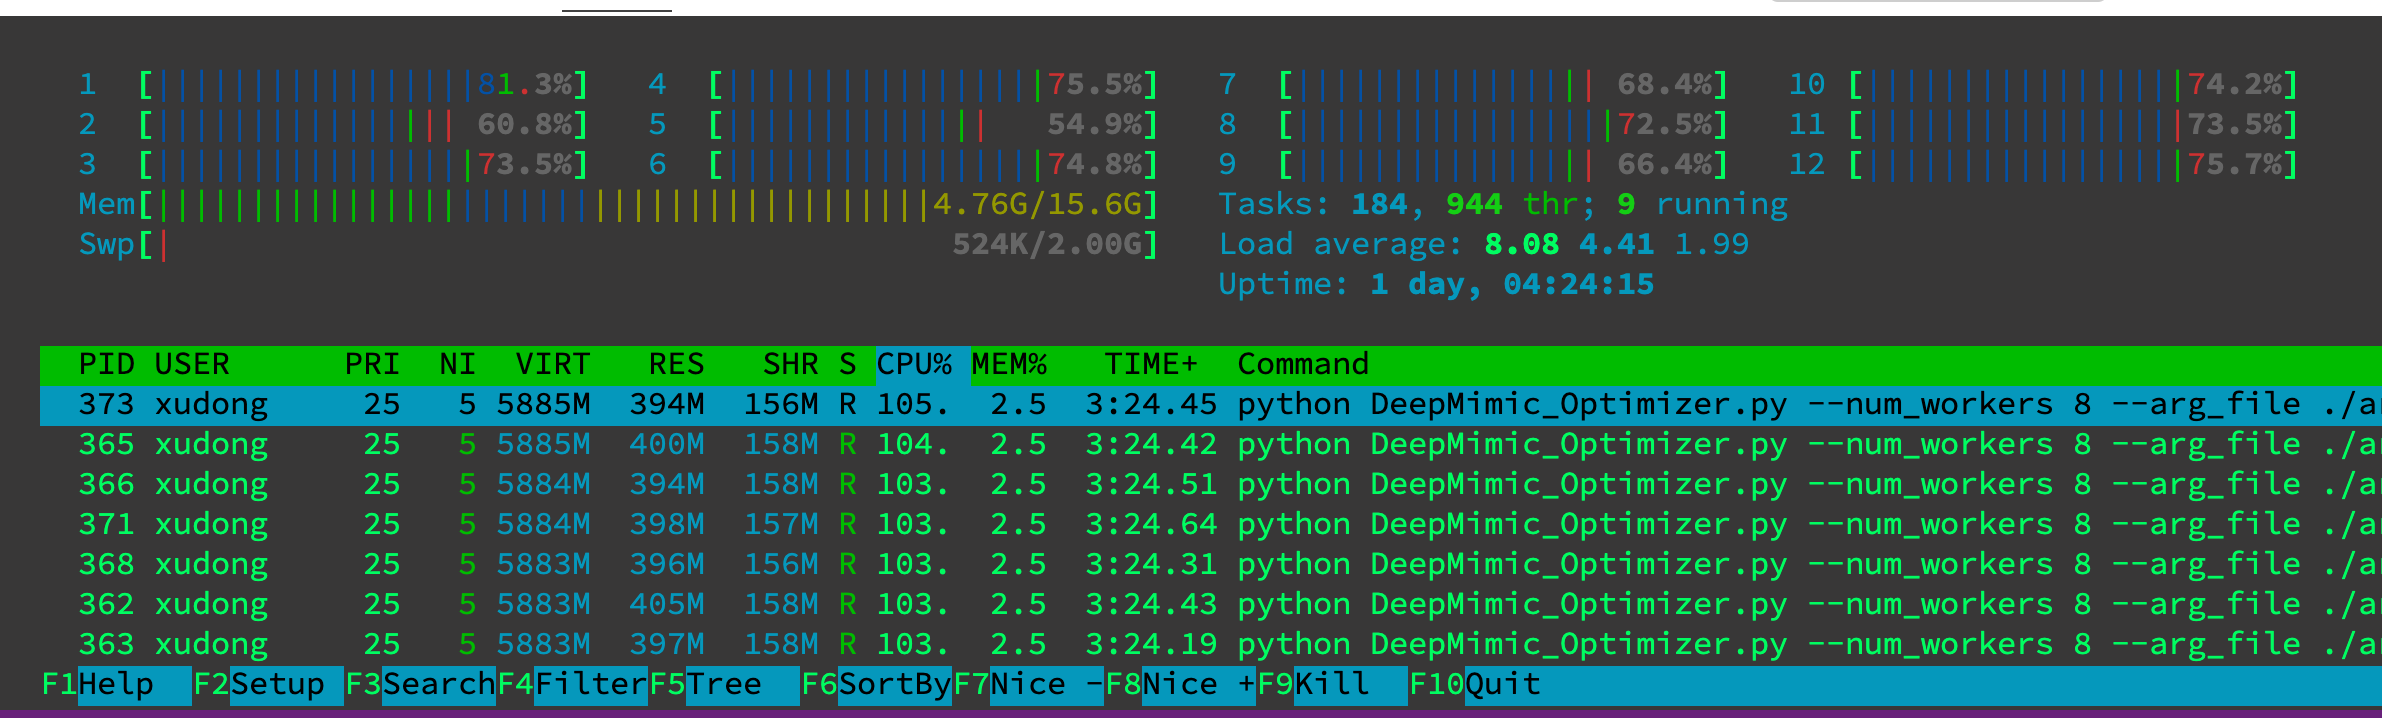 1 [||||||||||||||||81.3%] 4 [|||||||||||||||||75.5%] 7 [|||||||||||||||| 68.4%] 10 [|||||||||||||||||74.2%]
2 [|||||||||||||||| 60.8%] 5 [|||||||||||||| 54.9%] 8 [|||||||||||||||||72.5%] 11 [|||||||||||||||||73.5%]
3 [|||||||||||||||||73.5%] 6 [|||||||||||||||||74.8%] 9 [|||||||||||||||| 66.4%] 12 [|||||||||||||||||75.7%]
Mem[|||||||||||||||||||||||||||||||||||||||||4.76G/15.6G] Tasks: 184, 944 thr; 9 running
Swp[| 524K/2.00G] Load average: 8.08 4.41 1.99
Uptime: 1 day, 04:24:15
PID USER PRI NI VIRT RES SHR S CPU% MEM% TIME+ Command
373 xudong 25 5 5885M 394M 156M R 105. 2.5 3:24.45 python DeepMimic_Optimizer.py --num_workers 8 --arg_file ./a
365 xudong 25 5 5885M 400M 158M R 104. 2.5 3:24.42 python DeepMimic_Optimizer.py --num_workers 8 --arg_file ./a
366 xudong 25 5 5884M 394M 158M R 103. 2.5 3:24.51 python DeepMimic_Optimizer.py --num_workers 8 --arg_file ./a
371 xudong 25 5 5884M 398M 157M R 103. 2.5 3:24.64 python DeepMimic_Optimizer.py --num_workers 8 --arg_file ./a
368 xudong 25 5 5883M 396M 156M R 103. 2.5 3:24.31 python DeepMimic_Optimizer.py --num_workers 8 --arg_file ./a
362 xudong 25 5 5883M 405M 158M R 103. 2.5 3:24.43 python DeepMimic_Optimizer.py --num_workers 8 --arg_file ./a
363 xudong 25 5 5883M 397M 158M R 103. 2.5 3:24.19 python DeepMimic_Optimizer.py --num_workers 8 --arg_file ./a
F1Help F2Setup F3SearchF4FilterF5Tree F6SortByF7Nice -F8Nice +F9Kill F10Quit